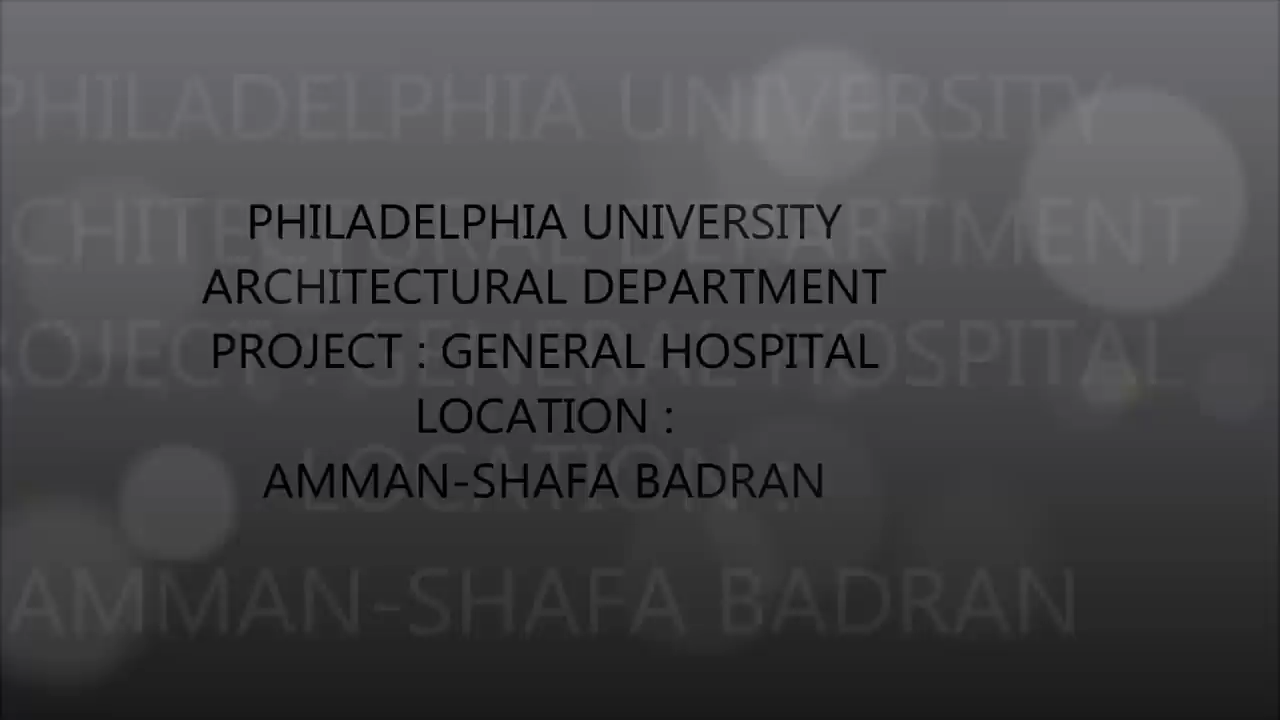 PHILADELPHIA UNIVERSITY
ARCHITECTURAL DEPARTMENT
PROJECT : GENERAL HOSPITAL
LOCATION :
AMMAN-SHAFA BADRAN